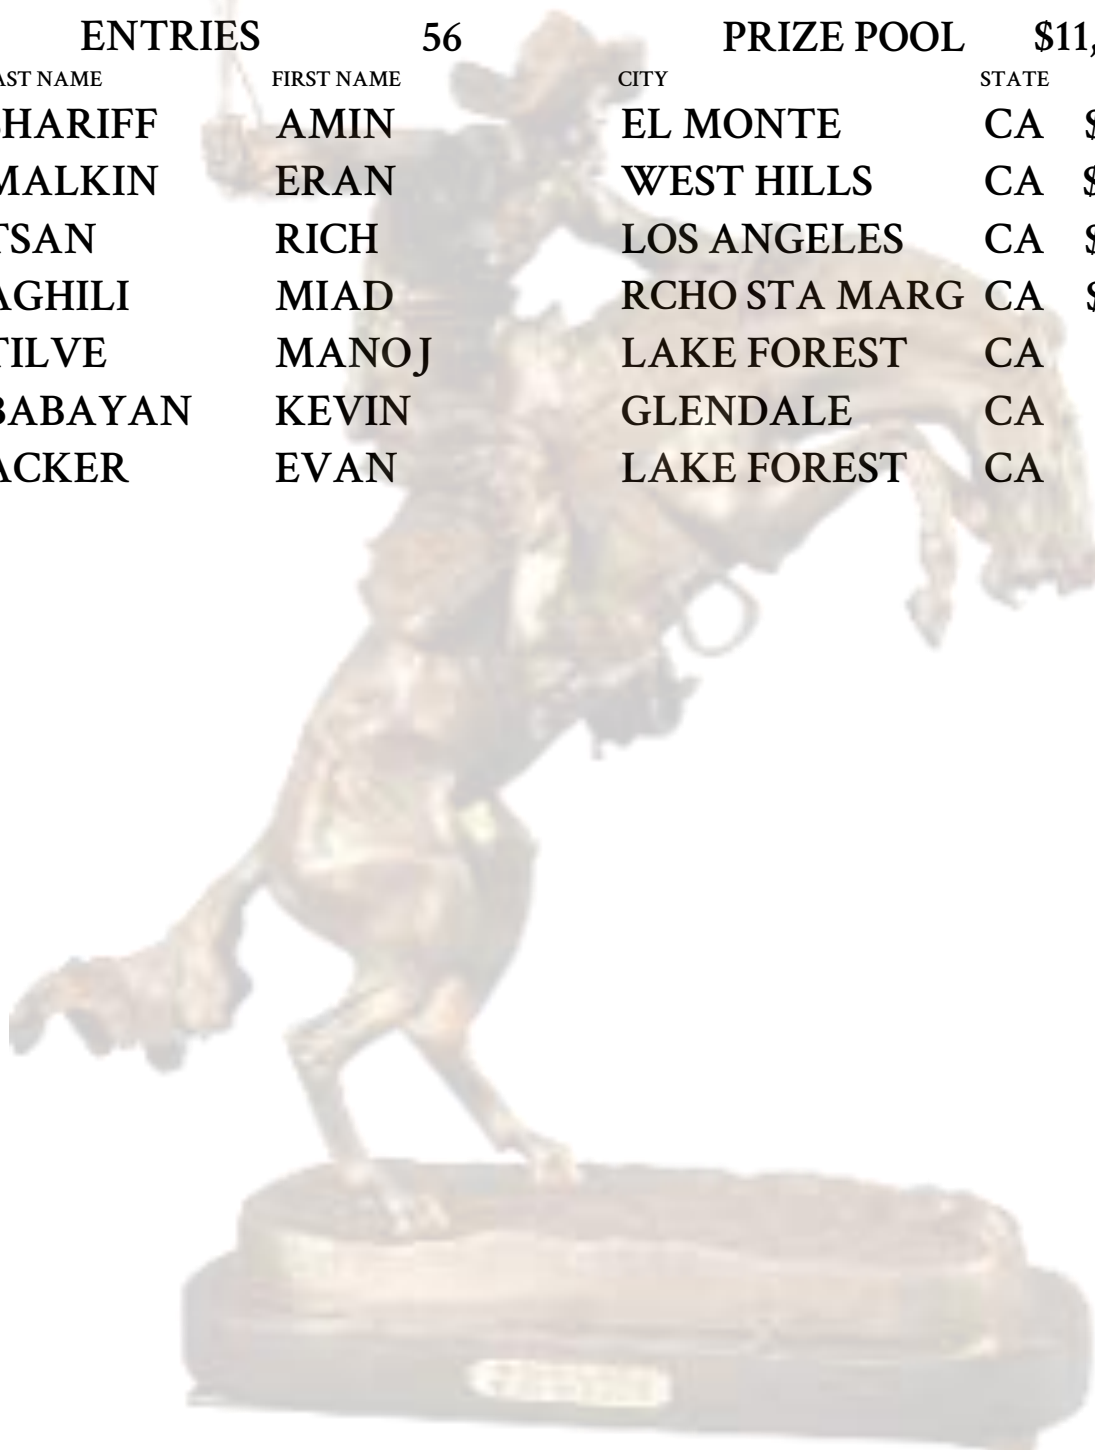 ENTRIES 56 PRIZE POOL $11,
AST NAME FIRST NAME CITY STATE
HARIFF AMIN EL MONTE CA $
MALKIN ERAN WEST HILLS CA $
TSAN RICH LOS ANGELES CA $
AGHILI MIAD RCHO STA MARG CA $
TILVE MANOJ LAKE FOREST CA
BABAYAN KEVIN GLENDALE CA
ACKER EVAN LAKE FOREST CA